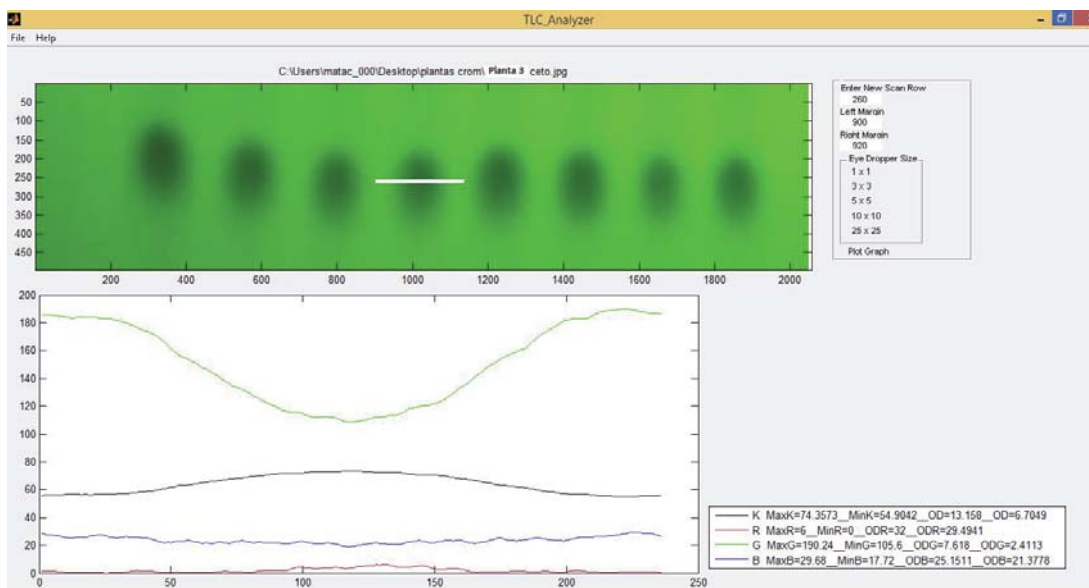 TLC_Analyzer
File Help
C:\Users\matac_000\Desktop\plantas crom\ Planta 3 ceto.jpg
50
100
150
200
250
300
350
400
450
200 400 600 800 1000 1200 1400 1600 1800 2000
Enter New Scan Row
260
Left Margin
900
Right Margin
920
Eye Dropper Size
1 x 1
3 x 3
5 x 5
10 x 10
25 x 25
Plot Graph
200
180
160
140
120
100
80
60
40
20
0
0 50 100 150 200 250
K MaxK=74.3573__MinK=54.9042__OD=13.158__OD=6.7049
R MaxR=6__MinR=0__ODR=32__ODR=29.4941
G MaxG=190.24__MinG=105.6__ODG=7.618__ODG=2.4113
B MaxB=29.68__MinB=17.72__ODB=25.1511__ODB=21.3778